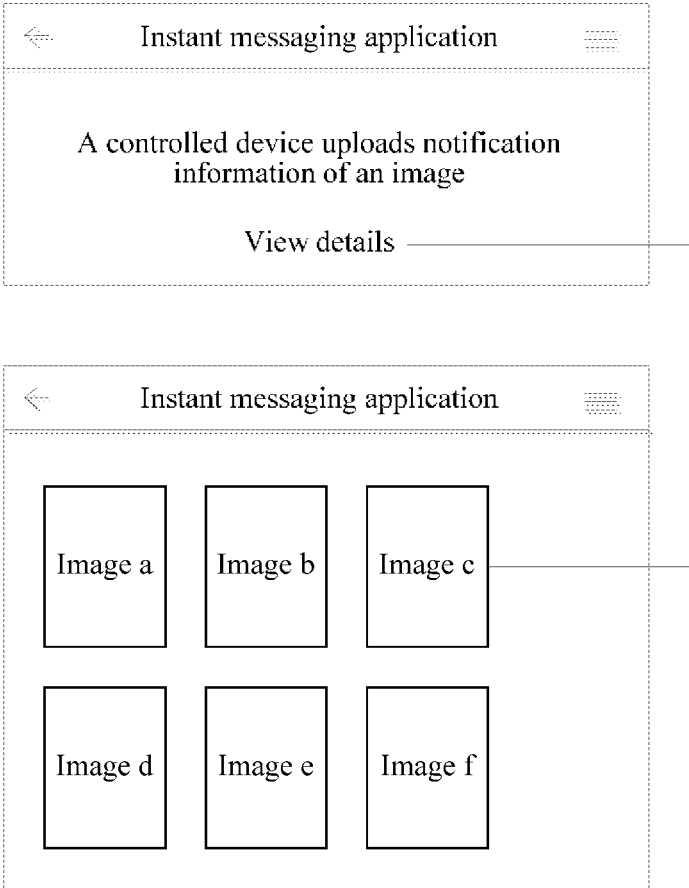 Instant messaging application
A controlled device uploads notification
information of an image
View details
Instant messaging application
Image a
Image b
Image c
Image d
Image e
Image f